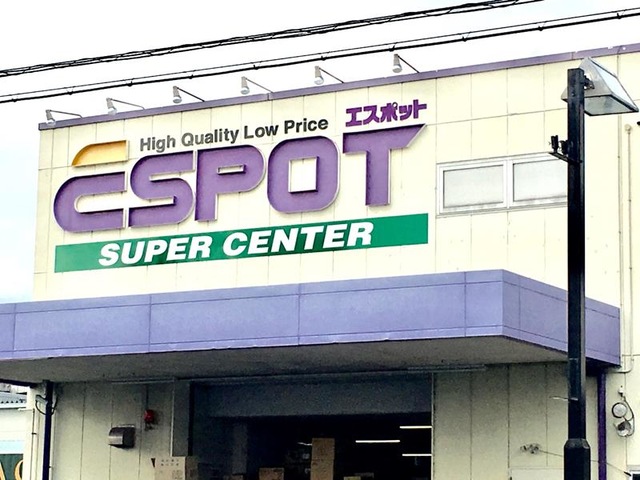 High Quality Low Price
エスポット
ESPOT
SUPER CENTER